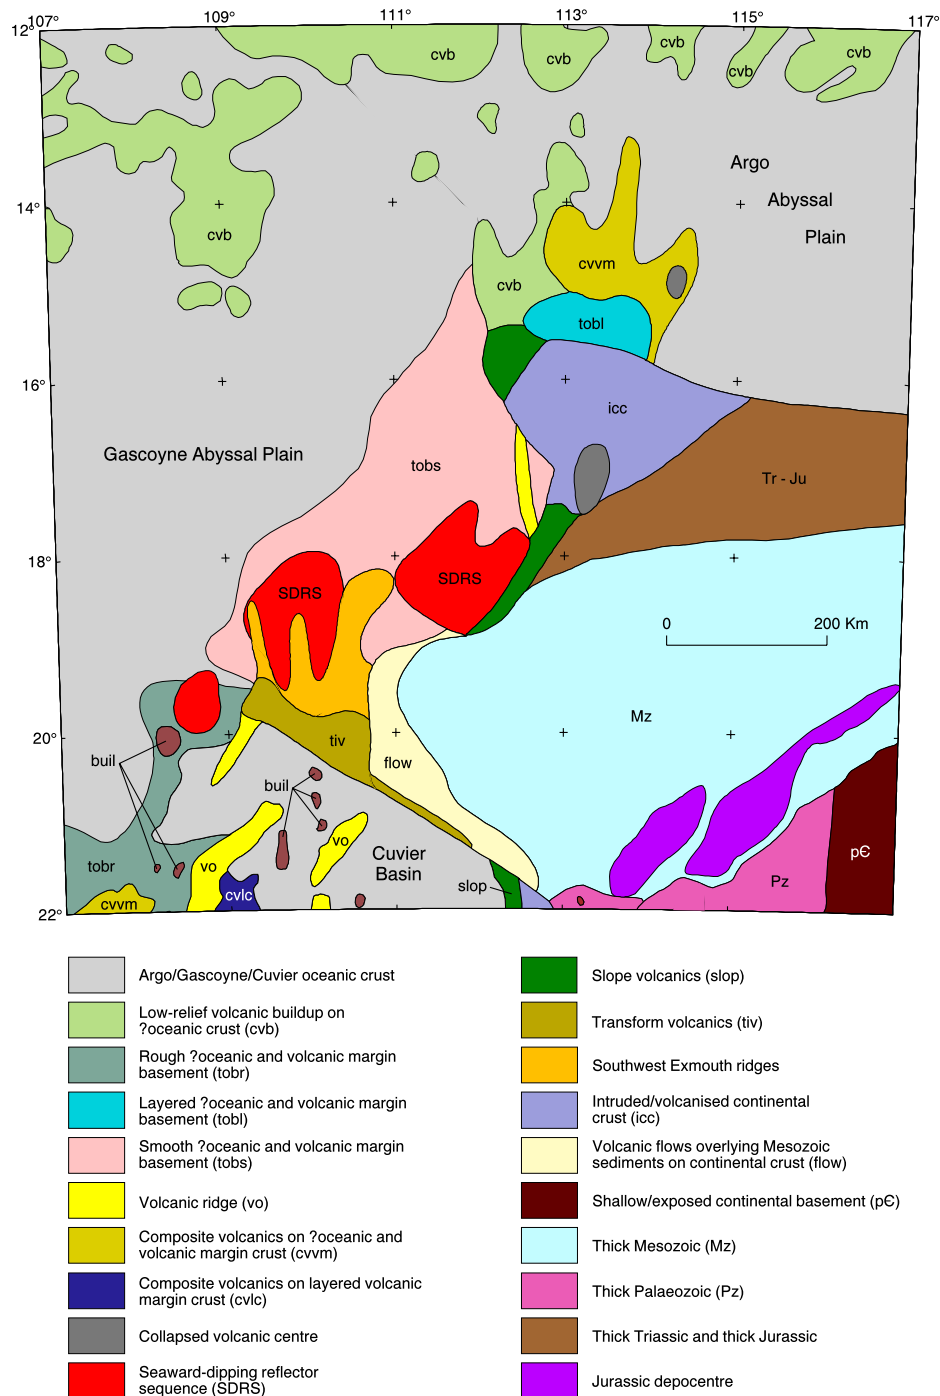 107° 109° 111° 113° 115° 117°
12°
cvb cvb cvb cvb cvb
Argo
Abyssal
Plain
14°
cvb
cvvm
cvb
tobl
16°
icc
Gascoyne Abyssal Plain
tobs
Tr - Ju
18°
SDRS
SDRS
0 200 Km
Mz
20°
tiv
buil
flow
buil
vo
Cuvier
Basin
pЄ
tobr
vo
Pz
cvlc
slop
cvvm
22°
Argo/Gascoyne/Cuvier oceanic crust
Low-relief volcanic buildup on
?oceanic crust (cvb)
Rough ?oceanic and volcanic margin
basement (tobr)
Layered ?oceanic and volcanic margin
basement (tobl)
Smooth ?oceanic and volcanic margin
basement (tobs)
Volcanic ridge (vo)
Composite volcanics on ?oceanic and
volcanic margin crust (cvvm)
Composite volcanics on layered volcanic
margin crust (cvlc)
Collapsed volcanic centre
Seaward-dipping reflector
sequence (SDRS)
Slope volcanics (slop)
Transform volcanics (tiv)
Southwest Exmouth ridges
Intruded/volcanised continental
crust (icc)
Volcanic flows overlying Mesozoic
sediments on continental crust (flow)
Shallow/exposed continental basement (pЄ)
Thick Mesozoic (Mz)
Thick Palaeozoic (Pz)
Thick Triassic and thick Jurassic
Jurassic depocentre